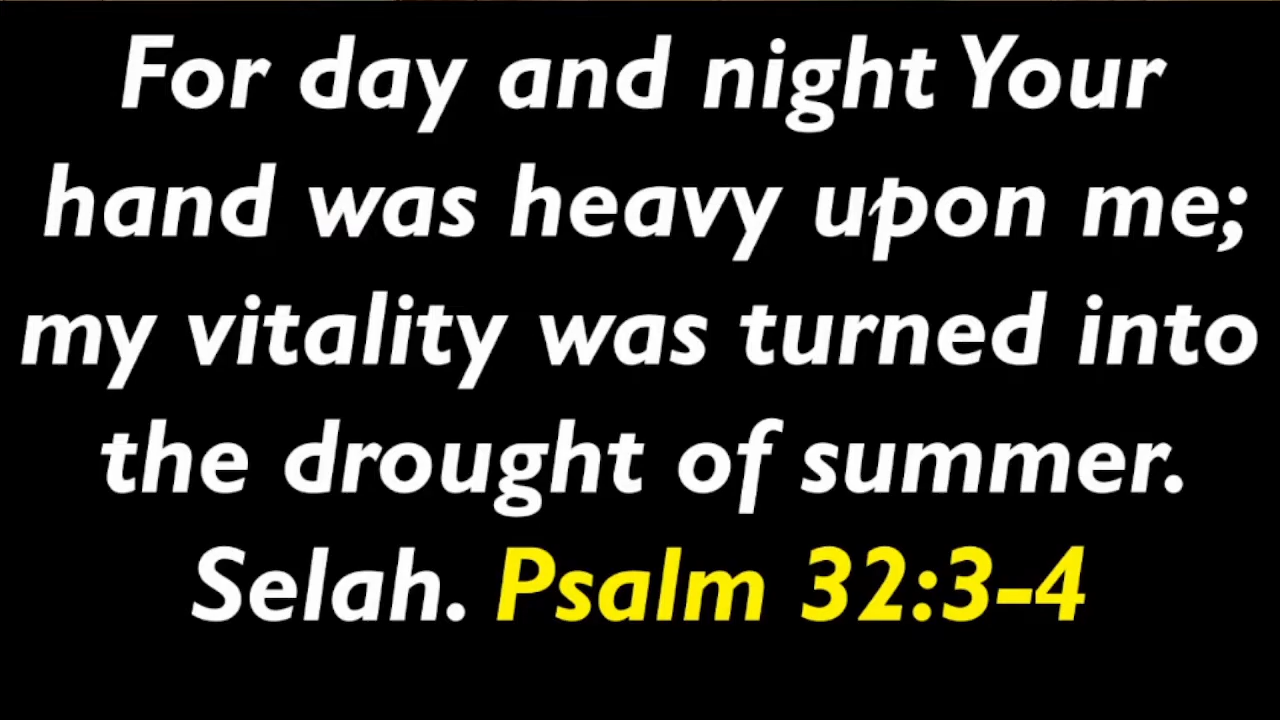 For day and night Your
hand was heavy upon me;
my vitality was turned into
the drought of summer.
Selah. Psalm 32:3-4